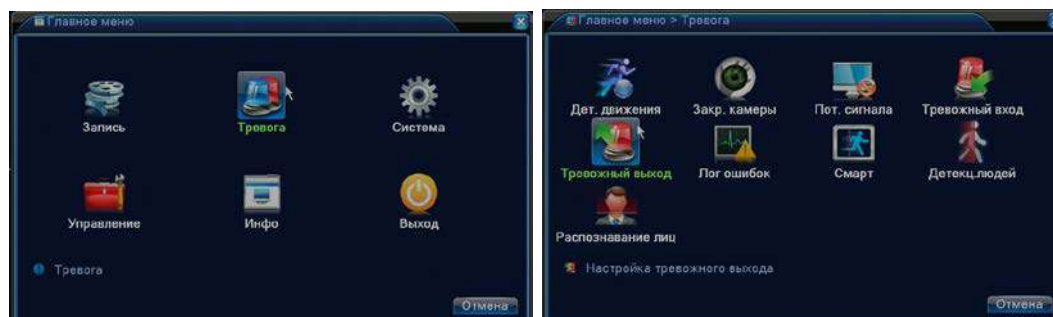 Главное меню
Запись
Тревога
Система
Управление
Инфо
Выход
Тревога
Отмена
Главное меню > Тревога
Дет. движения
Закр. камеры
Пот. сигнала
Тревожный вход
Тревожный выход
Лог ошибок
Смарт
Детекц.людей
Распознавание лиц
Настройка тревожного выхода
Отмена